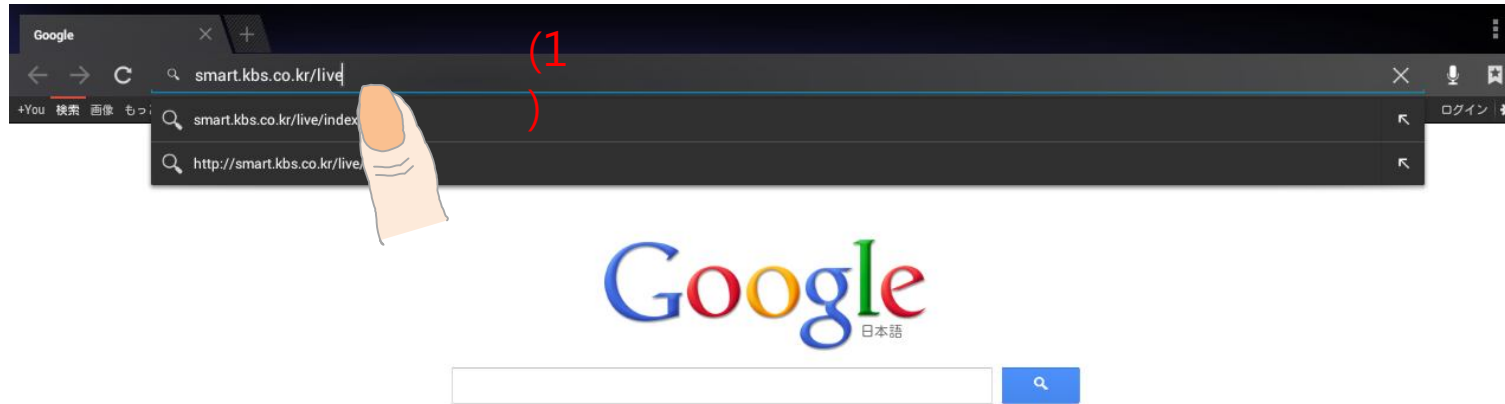 Google
(1
)
smart.kbs.co.kr/live
+You 検索 画像 ログイン
smart.kbs.co.kr/live/index
http://smart.kbs.co.kr/live/
Google
日本語